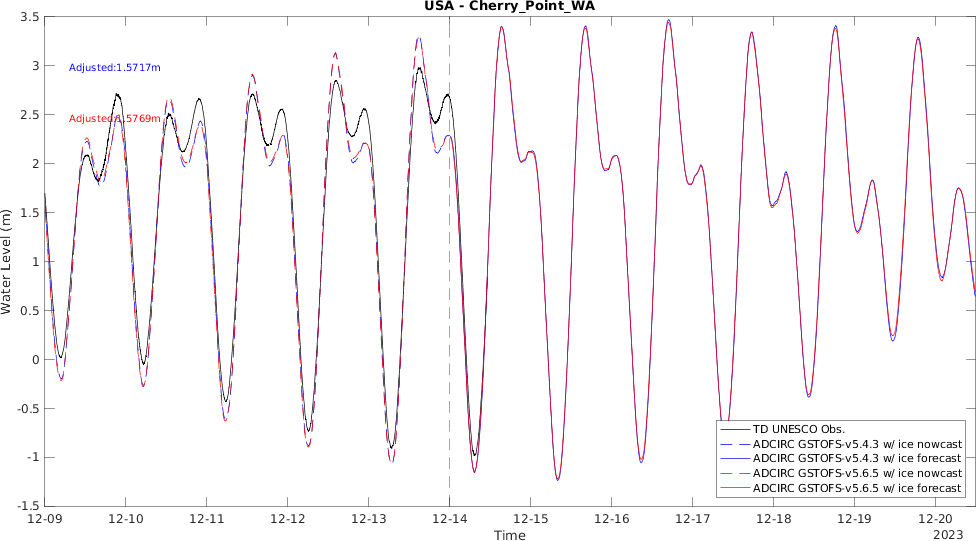 USA - Cherry_Point_WA
3.5
3
2.5
2
1.5
1
0.5
0
-0.5
-1
-1.5
Water Level (m)
Adjusted:1.5717m
Adjusted:1.5769m
TD UNESCO Obs.
ADCIRC GSTOFS-v5.4.3 w/ ice nowcast
ADCIRC GSTOFS-v5.4.3 w/ ice forecast
ADCIRC GSTOFS-v5.6.5 w/ ice nowcast
ADCIRC GSTOFS-v5.6.5 w/ ice forecast
12-09 12-10 12-11 12-12 12-13 12-14 12-15 12-16 12-17 12-18 12-19 12-20
Time
2023